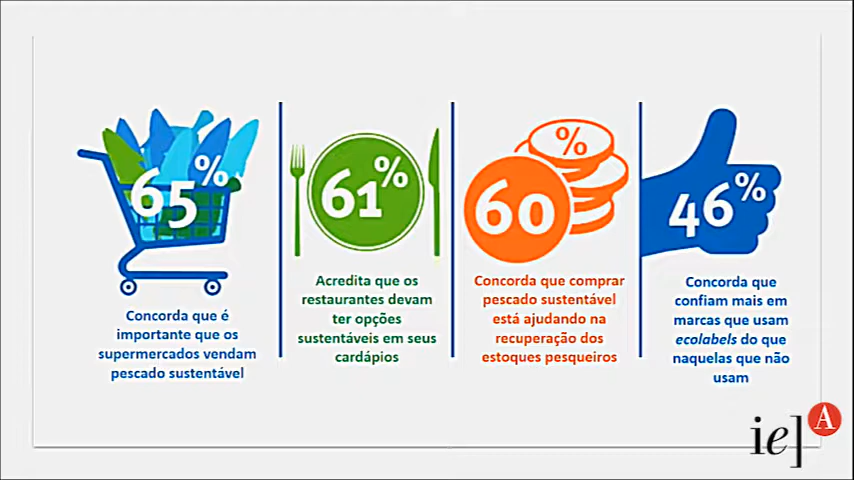 65%
Concorda que é
importante que os
supermercados vendam
pescado sustentável
61%
Acredita que os
restaurantes devam
ter opções
sustentáveis em seus
cardápios
60
%
Concorda que comprar
pescado sustentável
está ajudando na
recuperação dos
estoques pesqueiros
46%
Concorda que
confiam mais em
marcas que usam
ecolabels do que
naquelas que não
usam
ie]A